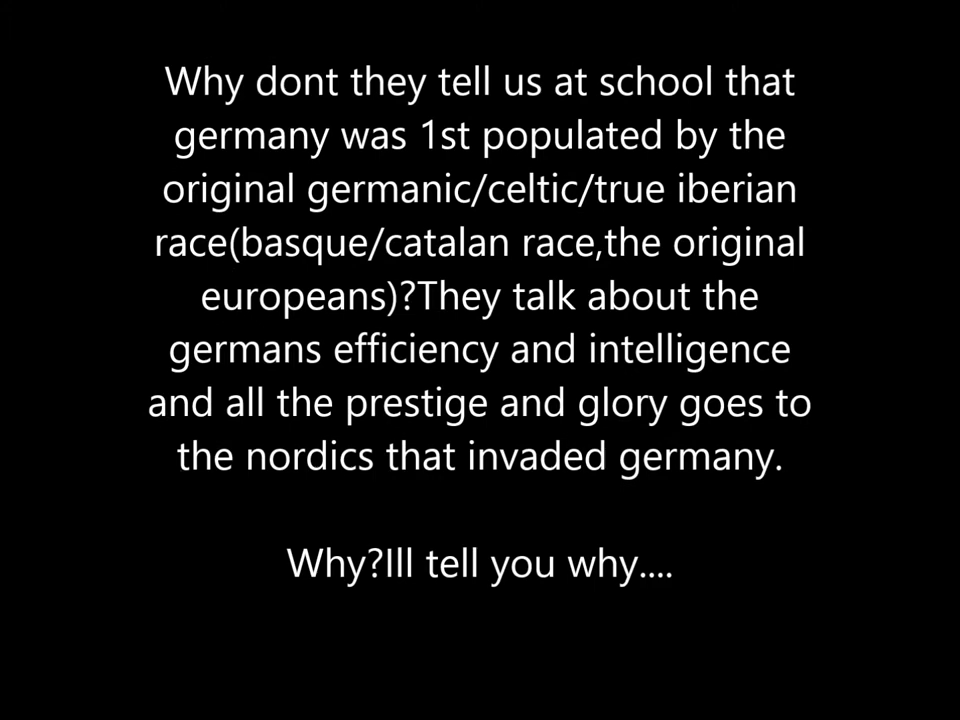 Why dont they tell us at school that
germany was 1st populated by the
original germanic/celtic/true iberian
race(basque/catalan race,the original
europeans)?They talk about the
germans efficiency and intelligence
and all the prestige and glory goes to
the nordics that invaded germany.
Why?Ill tell you why....